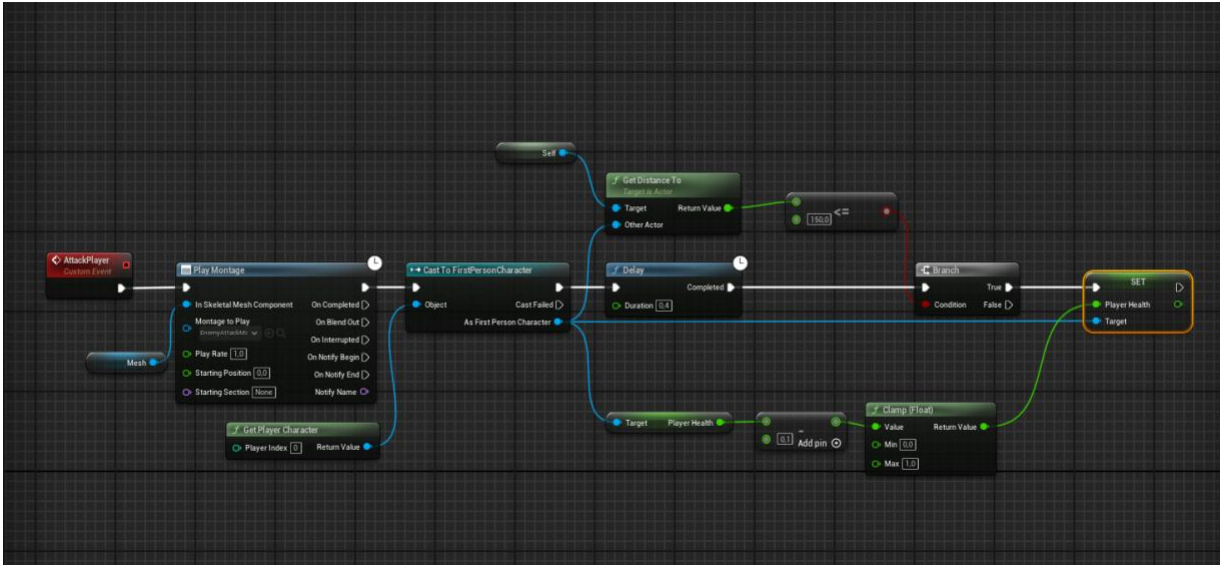 Self
Get Distance To
Target is Actor
Target
Return Value
Other Actor
150,0
<=
AttackPlayer
Custom Event
Play Montage
In Skeletal Mesh Component
On Completed
Montage to Play
On Blend Out
On Interrupted
Play Rate 1,0
On Notify Begin
Starting Position 0,0
On Notify End
Starting Section None
Notify Name
Mesh
Get Player Character
Player Index 0
Return Value
Cast To FirstPersonCharacter
Object
Cast Failed
As First Person Character
Delay
Completed
Duration 0,4
Branch
True
Condition
False
SET
Player Health
Target
Target
Player Health
-
0,1
Add pin
Clamp (Float)
Value
Return Value
Min 0,0
Max 1,0